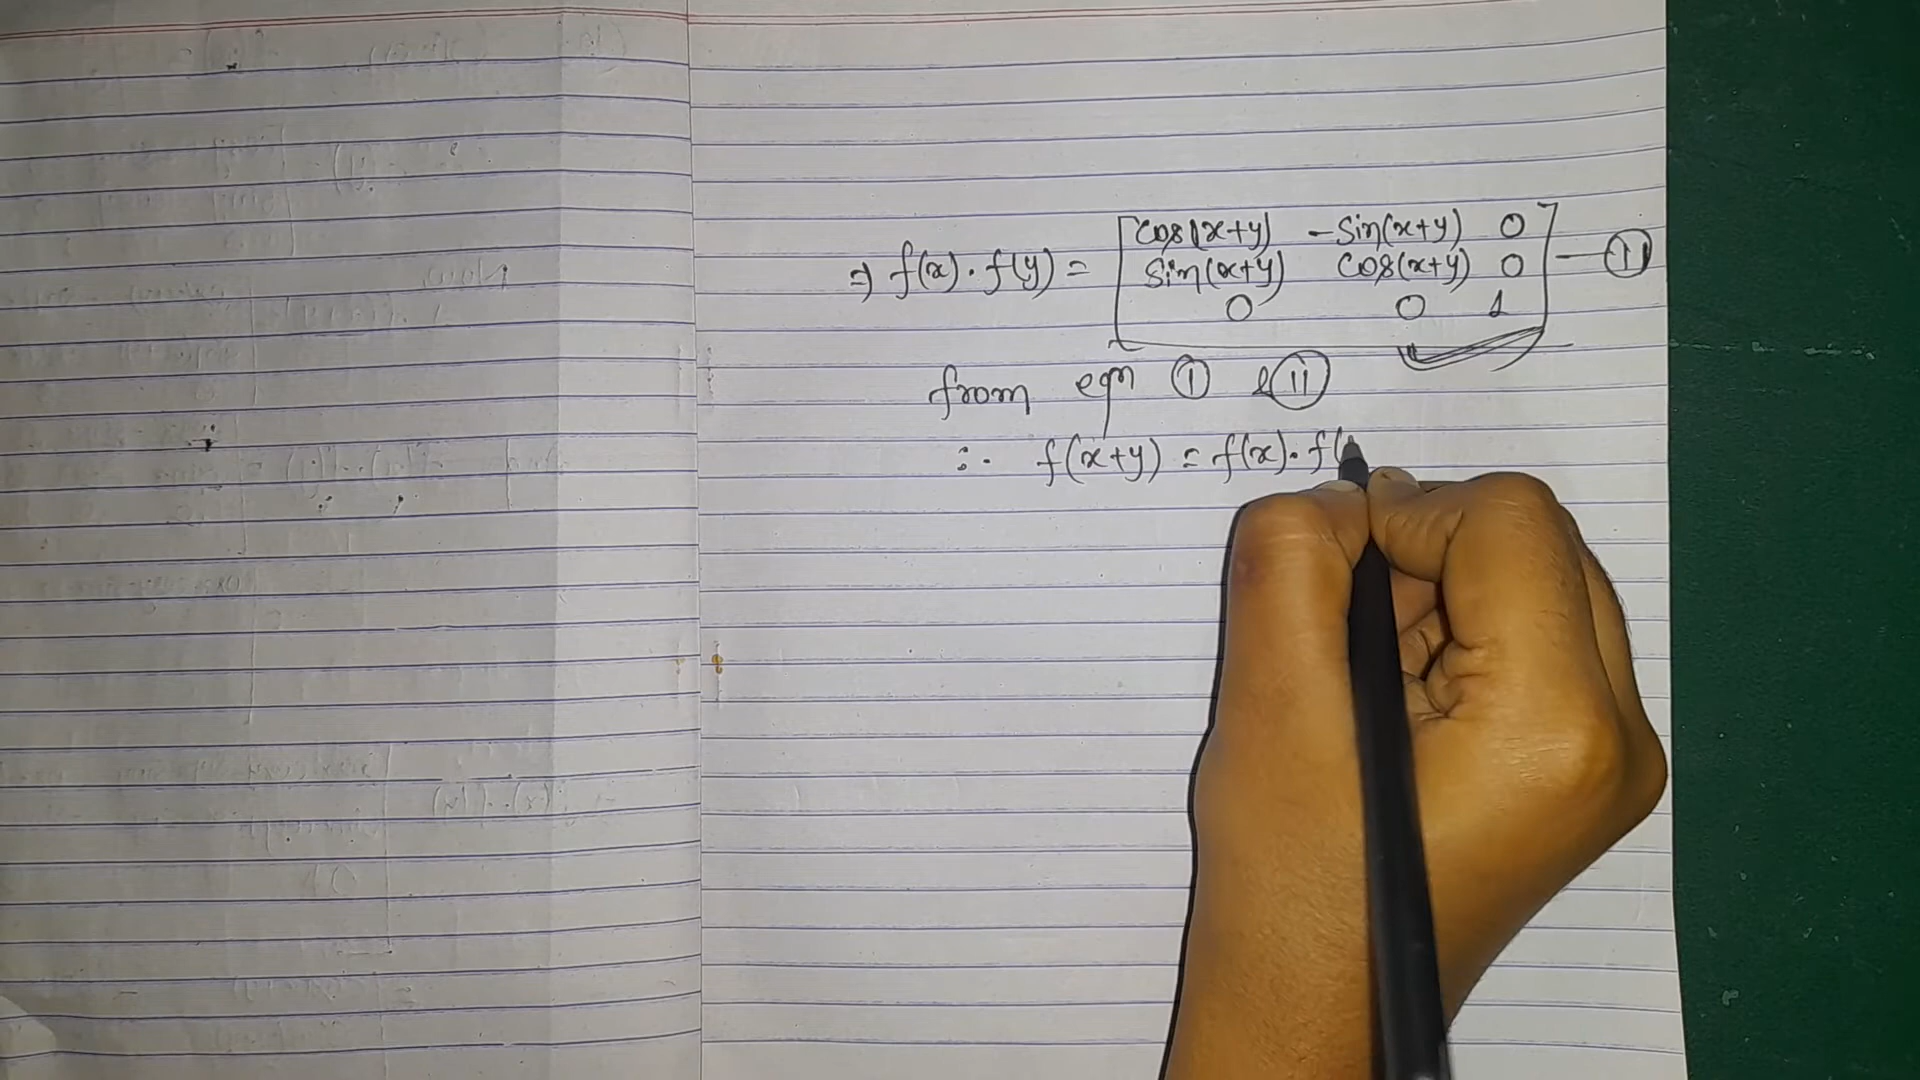 ⇒ f(x) · f(y) = [cos(x+y) -Sin(x+y) 0
Sin(x+y) cos(x+y) 0
0 0 1] — (II)
from eqn (I) & (II)
∴ f(x+y) = f(x) · f(